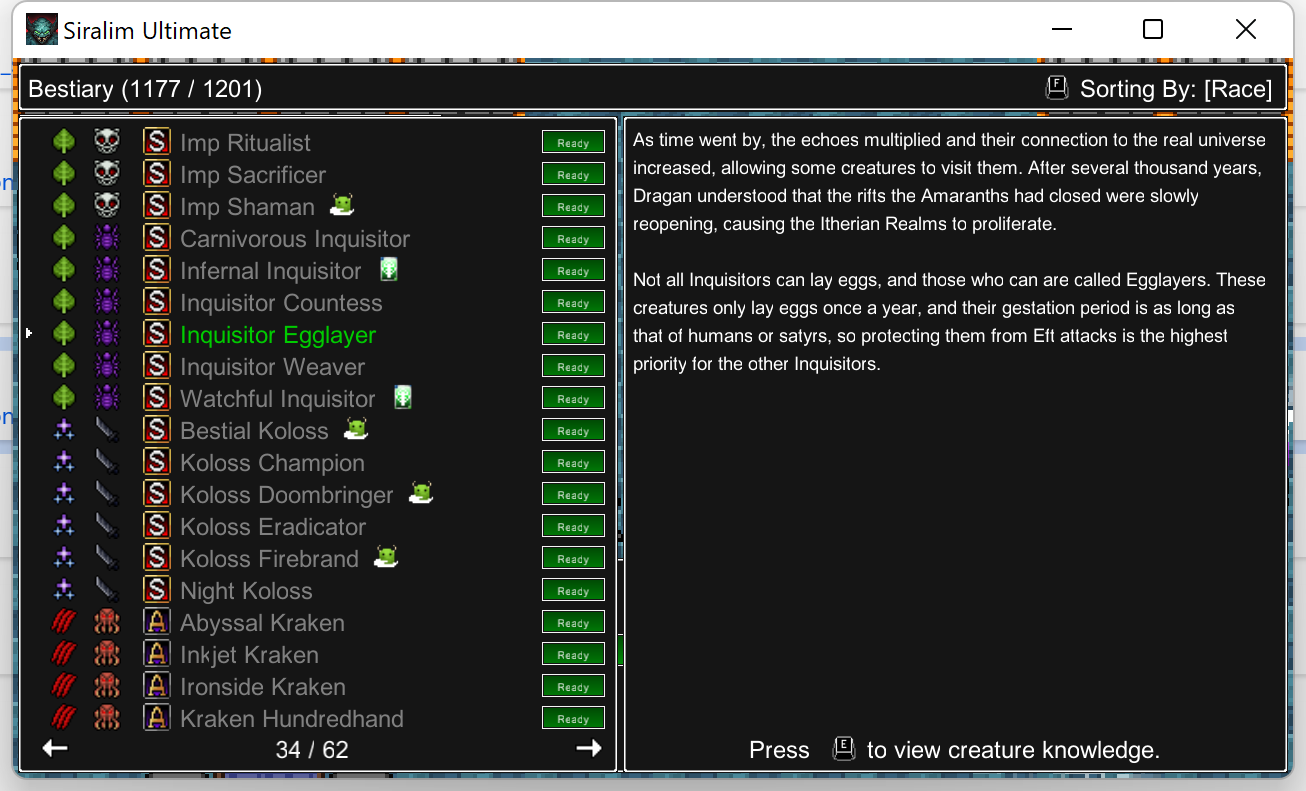 Siralim Ultimate
Bestiary (1177 / 1201)
F Sorting By: [Race]
S Imp Ritualist Ready
S Imp Sacrificer Ready
S Imp Shaman Ready
S Carnivorous Inquisitor Ready
S Infernal Inquisitor Ready
S Inquisitor Countess Ready
S Inquisitor Egglayer Ready
S Inquisitor Weaver Ready
S Watchful Inquisitor Ready
S Bestial Koloss Ready
S Koloss Champion Ready
S Koloss Doombringer Ready
S Koloss Eradicator Ready
S Koloss Firebrand Ready
S Night Koloss Ready
A Abyssal Kraken Ready
A Inkjet Kraken Ready
A Ironside Kraken Ready
A Kraken Hundredhand Ready
34 / 62
As time went by, the echoes multiplied and their connection to the real universe
increased, allowing some creatures to visit them. After several thousand years,
Dragan understood that the rifts the Amaranths had closed were slowly
reopening, causing the Itherian Realms to proliferate.
Not all Inquisitors can lay eggs, and those who can are called Egglayers. These
creatures only lay eggs once a year, and their gestation period is as long as
that of humans or satyrs, so protecting them from Eft attacks is the highest
priority for the other Inquisitors.
Press E to view creature knowledge.